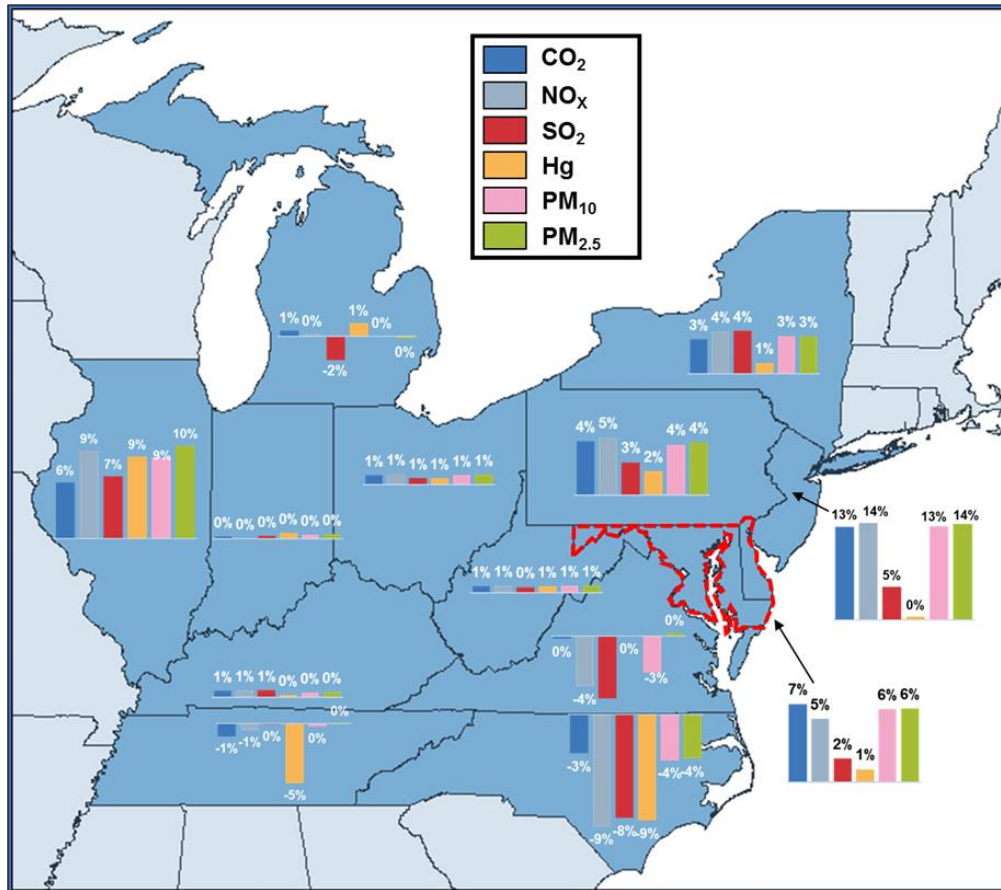 CO₂
NOₓ
SO₂
Hg
PM₁₀
PM₂.₅
1% 0% -2% 1% 0% 0%
3% 4% 4% 1% 3% 3%
6% 9% 7% 9% 9% 10%
0% 0% 0% 0% 0% 0%
1% 1% 1% 1% 1% 1%
4% 5% 3% 2% 4% 4%
13% 14% 5% 0% 13% 14%
1% 1% 0% 1% 1% 1%
0% -4% 0% -3% 0%
7% 5% 2% 1% 6% 6%
1% 1% 1% 0% 0% 0%
-1% -1% 0% -5% 0% 0%
-3% -9% -8% -9% -4% -4%